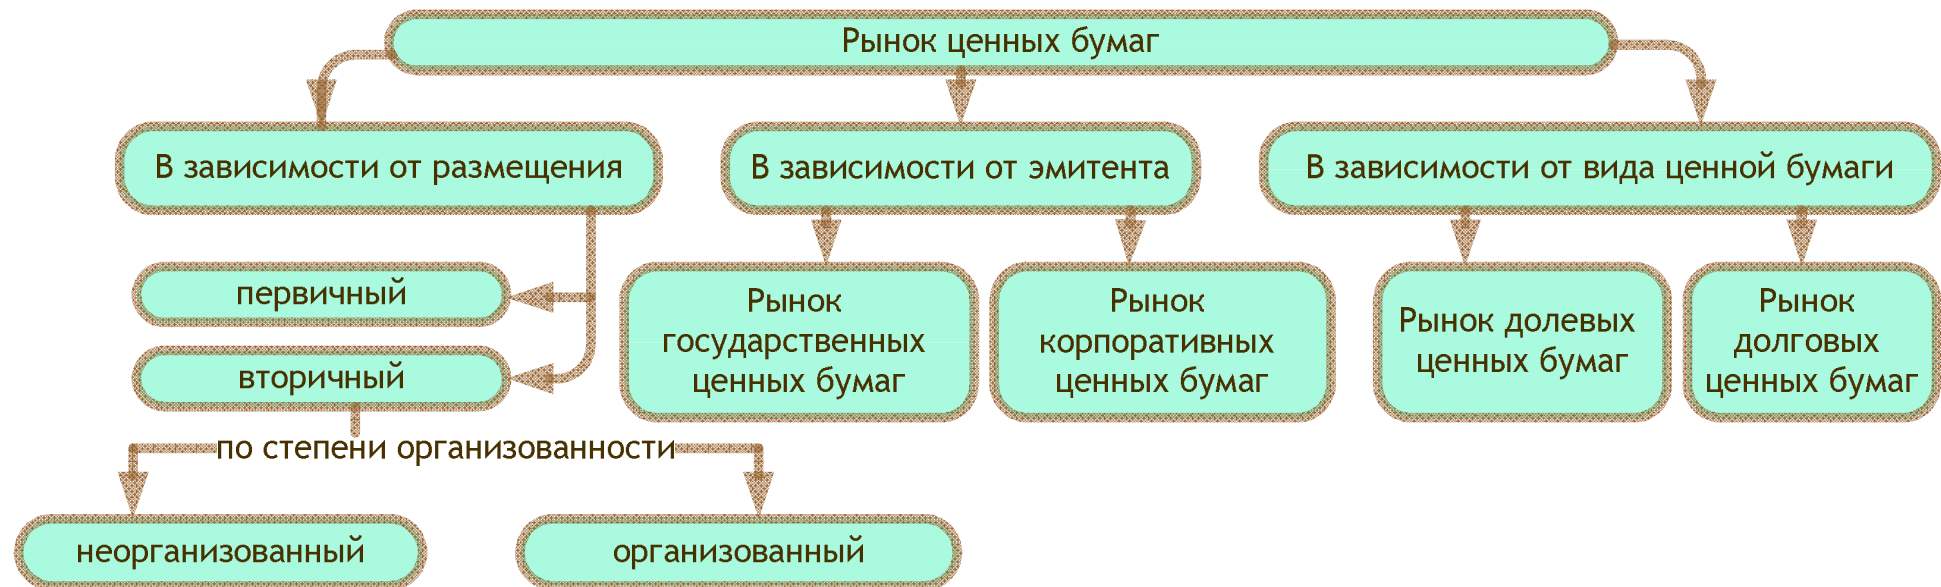 Рынок ценных бумаг
В зависимости от размещения
В зависимости от эмитента
В зависимости от вида ценной бумаги
первичный
вторичный
по степени организованности
неорганизованный
организованный
Рынок
государственных
ценных бумаг
Рынок
корпоративных
ценных бумаг
Рынок долевых
ценных бумаг
Рынок
долговых
ценных бумаг